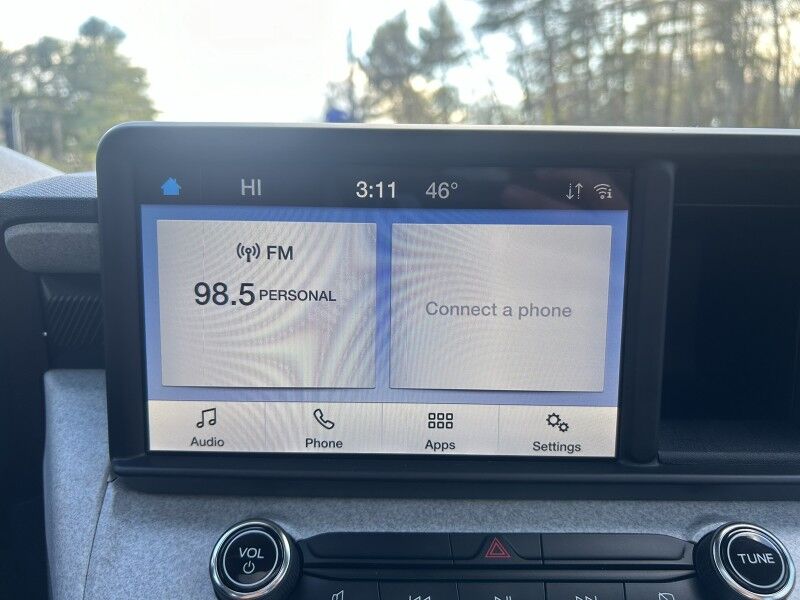 HI 3:11 46°
FM
98.5 PERSONAL
Connect a phone
Audio Phone Apps Settings
VOL
TUNE